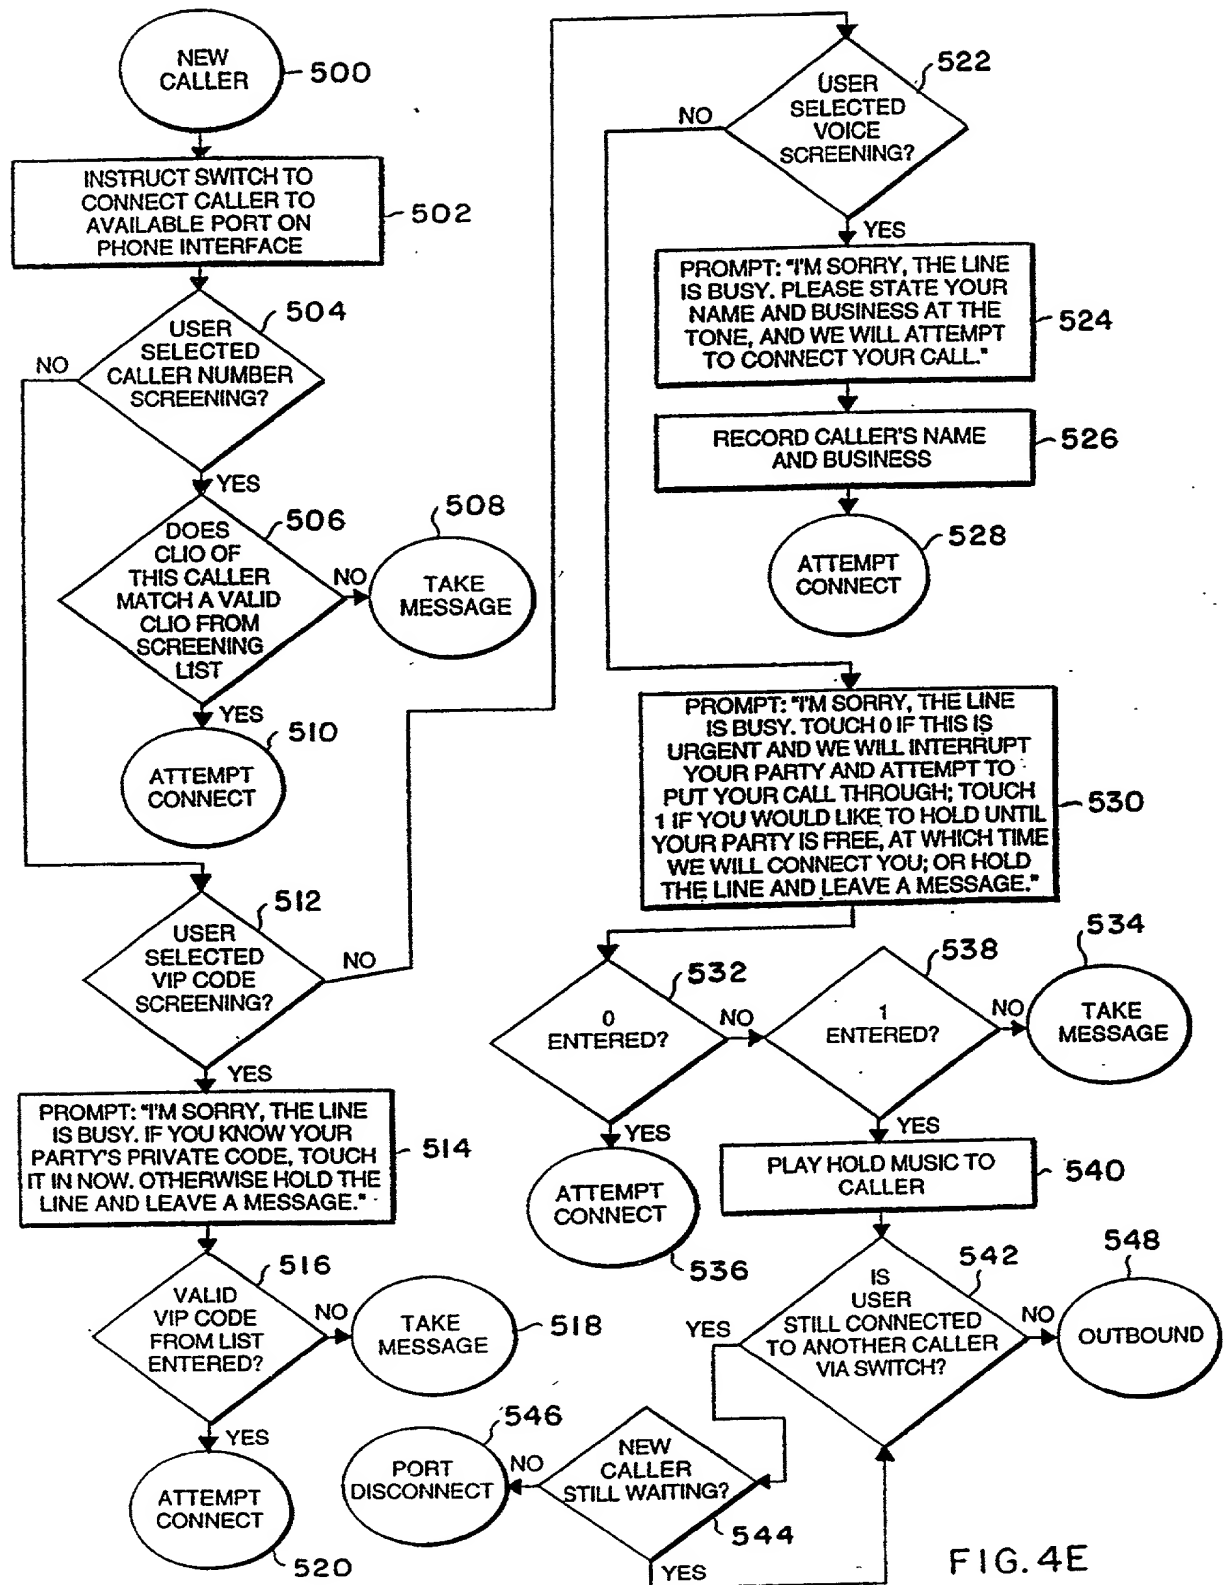 NEW
CALLER
500
INSTRUCT SWITCH TO
CONNECT CALLER TO
AVAILABLE PORT ON
PHONE INTERFACE
502
504
USER
SELECTED
CALLER NUMBER
SCREENING?
NO
YES
506
DOES
CLIO OF
THIS CALLER
MATCH A VALID
CLIO FROM
SCREENING
LIST
NO
508
TAKE
MESSAGE
YES
510
ATTEMPT
CONNECT
512
USER
SELECTED
VIP CODE
SCREENING?
NO
YES
PROMPT: "I'M SORRY, THE LINE
IS BUSY. IF YOU KNOW YOUR
PARTY'S PRIVATE CODE, TOUCH
IT IN NOW. OTHERWISE HOLD THE
LINE AND LEAVE A MESSAGE."
514
516
VALID
VIP CODE
FROM LIST
ENTERED?
NO
TAKE
MESSAGE
518
YES
ATTEMPT
CONNECT
520
522
USER
SELECTED
VOICE
SCREENING?
NO
YES
PROMPT: "I'M SORRY, THE LINE
IS BUSY. PLEASE STATE YOUR
NAME AND BUSINESS AT THE
TONE, AND WE WILL ATTEMPT
TO CONNECT YOUR CALL."
524
RECORD CALLER'S NAME
AND BUSINESS
526
528
ATTEMPT
CONNECT
PROMPT: "I'M SORRY, THE LINE
IS BUSY. TOUCH 0 IF THIS IS
URGENT AND WE WILL INTERRUPT
YOUR PARTY AND ATTEMPT TO
PUT YOUR CALL THROUGH; TOUCH
1 IF YOU WOULD LIKE TO HOLD UNTIL
YOUR PARTY IS FREE, AT WHICH TIME
WE WILL CONNECT YOU; OR HOLD
THE LINE AND LEAVE A MESSAGE."
530
532
0
ENTERED?
NO
YES
ATTEMPT
CONNECT
536
538
1
ENTERED?
NO
534
TAKE
MESSAGE
YES
PLAY HOLD MUSIC TO
CALLER
540
542
IS
USER
STILL CONNECTED
TO ANOTHER CALLER
VIA SWITCH?
NO
548
OUTBOUND
YES
NEW
CALLER
STILL WAITING?
544
NO
546
PORT
DISCONNECT
YES
FIG. 4E